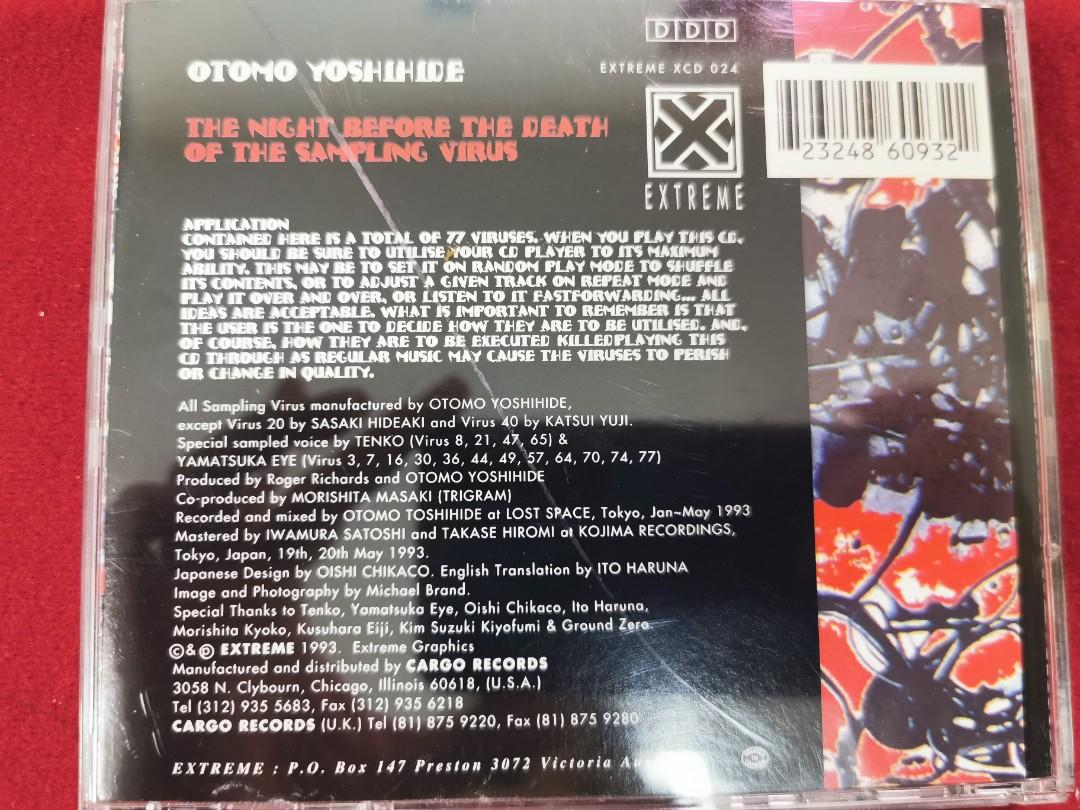 DDD
OTOMO YOSHIHIDE
EXTREME XCD 024
THE NIGHT BEFORE THE DEATH
OF THE SAMPLING VIRUS
23248 60932
EXTREME
APPLICATION
CONTAINED HERE IS A TOTAL OF 77 VIRUSES. WHEN YOU PLAY THIS CD,
YOU SHOULD BE SURE TO UTILISE YOUR CD PLAYER TO ITS MAXIMUM
ABILITY. THIS MAY BE TO SET IT ON RANDOM PLAY MODE TO SHUFFLE
ITS CONTENTS, OR TO ADJUST A GIVEN TRACK ON REPEAT MODE AND
PLAY IT OVER AND OVER, OR LISTEN TO IT FASTFORWARDING... ALL
IDEAS ARE ACCEPTABLE. WHAT IS IMPORTANT TO REMEMBER IS THAT
THE USER IS THE ONE TO DECIDE HOW THEY ARE TO BE UTILISED. AND,
OF COURSE, HOW THEY ARE TO BE EXECUTED KILLEDPLAYING THIS
CD THROUGH AS REGULAR MUSIC MAY CAUSE THE VIRUSES TO PERISH
OR CHANGE IN QUALITY.
All Sampling Virus manufactured by OTOMO YOSHIHIDE,
except Virus 20 by SASAKI HIDEAKI and Virus 40 by KATSUI YUJI.
Special sampled voice by TENKO (Virus 8, 21, 47, 65) &
YAMATSUKA EYE (Virus 3, 7, 16, 30, 36, 44, 49, 57, 64, 70, 74, 77)
Produced by Roger Richards and OTOMO YOSHIHIDE
Co-produced by MORISHITA MASAKI (TRIGRAM)
Recorded and mixed by OTOMO TOSHIHIDE at LOST SPACE, Tokyo, Jan~May 1993
Mastered by IWAMURA SATOSHI and TAKASE HIROMI at KOJIMA RECORDINGS,
Tokyo, Japan, 19th, 20th May 1993.
Japanese Design by OISHI CHIKACO. English Translation by ITO HARUNA
Image and Photography by Michael Brand.
Special Thanks to Tenko, Yamatsuka Eye, Oishi Chikaco, Ito Haruna,
Morishita Kyoko, Kusuhara Eiji, Kim Suzuki Kiyofumi & Ground Zero.
©&℗ EXTREME 1993. Extreme Graphics
Manufactured and distributed by CARGO RECORDS
3058 N. Clybourn, Chicago, Illinois 60618, (U.S.A.)
Tel (312) 935 5683, Fax (312) 935 6218
CARGO RECORDS (U.K.) Tel (81) 875 9220, Fax (81) 875 9280
EXTREME : P.O. Box 147 Preston 3072 Victoria